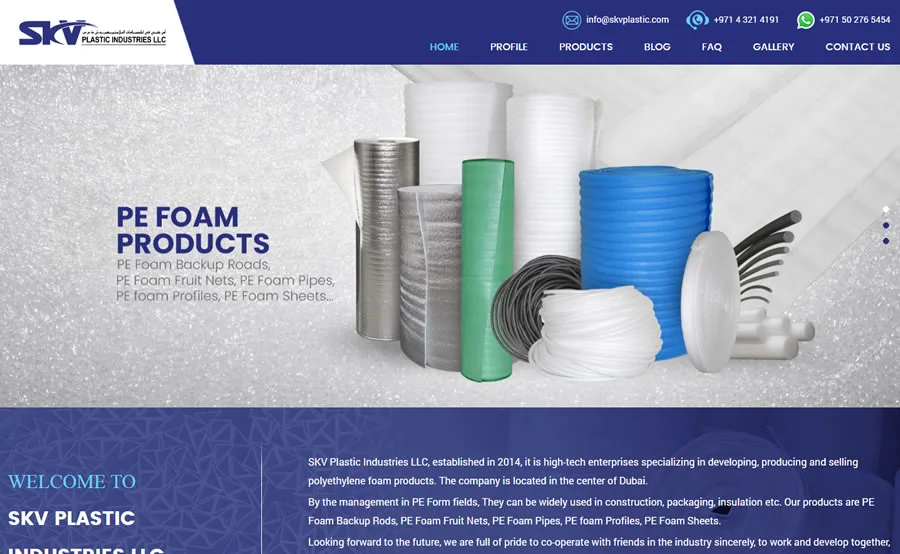 SKV
PLASTIC INDUSTRIES LLC
info@skvplastic.com
+971 4 321 4191
+971 50 276 5454
HOME
PROFILE
PRODUCTS
BLOG
FAQ
GALLERY
CONTACT US
PE FOAM
PRODUCTS
PE Foam Backup Roads,
PE Foam Fruit Nets, PE Foam Pipes,
PE foam Profiles, PE Foam Sheets...
WELCOME TO
SKV PLASTIC
INDUSTRIES LLC
SKV Plastic Industries LLC, established in 2014, it is high-tech enterprises specializing in developing, producing and selling
polyethylene foam products. The company is located in the center of Dubai.
By the management in PE Form fields, They can be widely used in construction, packaging, insulation etc. Our products are PE
Foam Backup Rods, PE Foam Fruit Nets, PE Foam Pipes, PE foam Profiles, PE Foam Sheets.
Looking forward to the future, we are full of pride to co-operate with friends in the industry sincerely, to work and develop together,